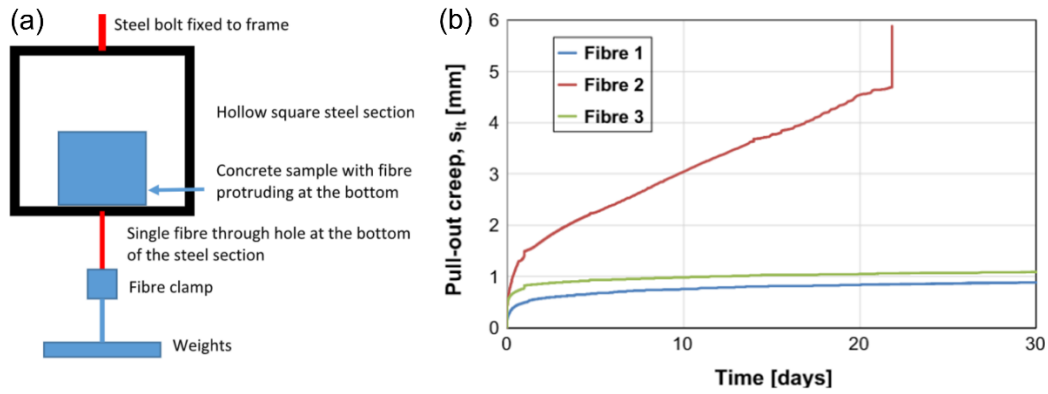 (a)
Steel bolt fixed to frame
Hollow square steel section
Concrete sample with fibre
protruding at the bottom
Single fibre through hole at the bottom
of the steel section
Fibre clamp
Weights
(b)
Pull-out creep, s_lt [mm]
6
5
4
3
2
1
0
Fibre 1
Fibre 2
Fibre 3
0
10
20
30
Time [days]